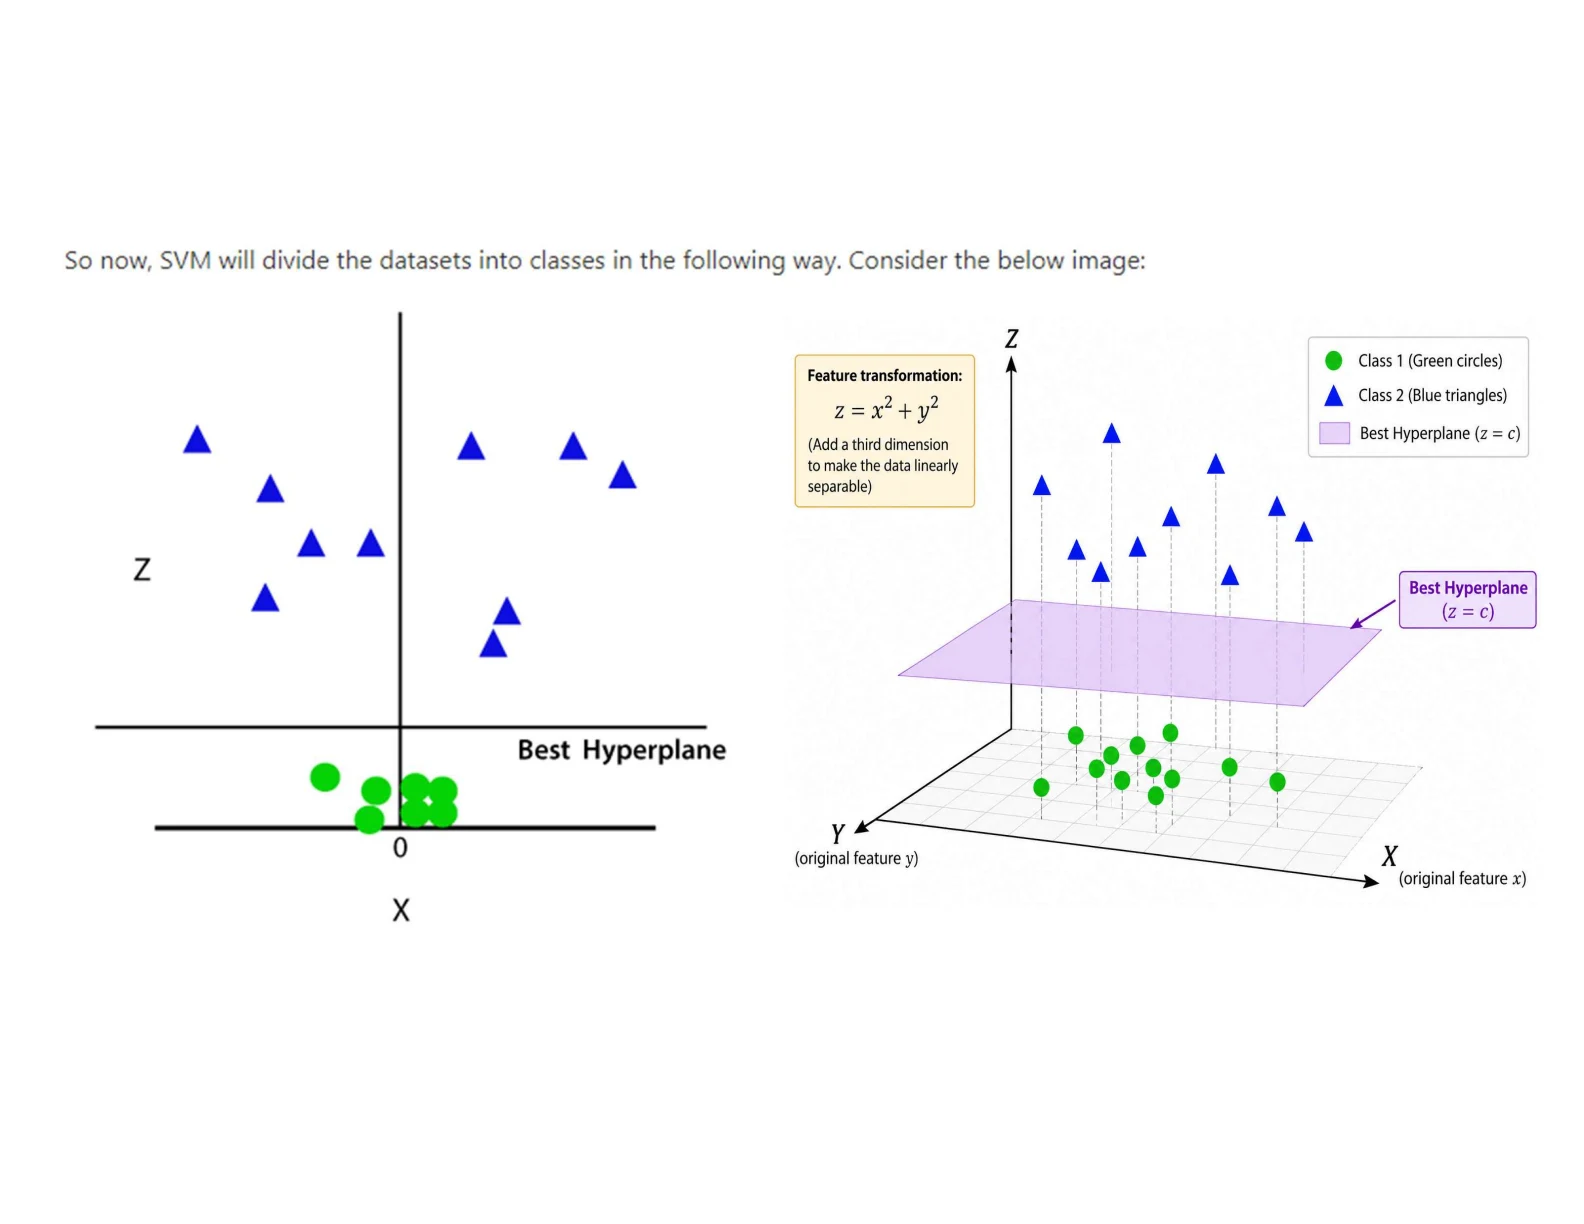 So now, SVM will divide the datasets into classes in the following way. Consider the below image:
Z
Best Hyperplane
0
X
Feature transformation:
z = x² + y²
(Add a third dimension
to make the data linearly
separable)
Z
Class 1 (Green circles)
Class 2 (Blue triangles)
Best Hyperplane (z = c)
Best Hyperplane
(z = c)
Y
(original feature y)
X
(original feature x)